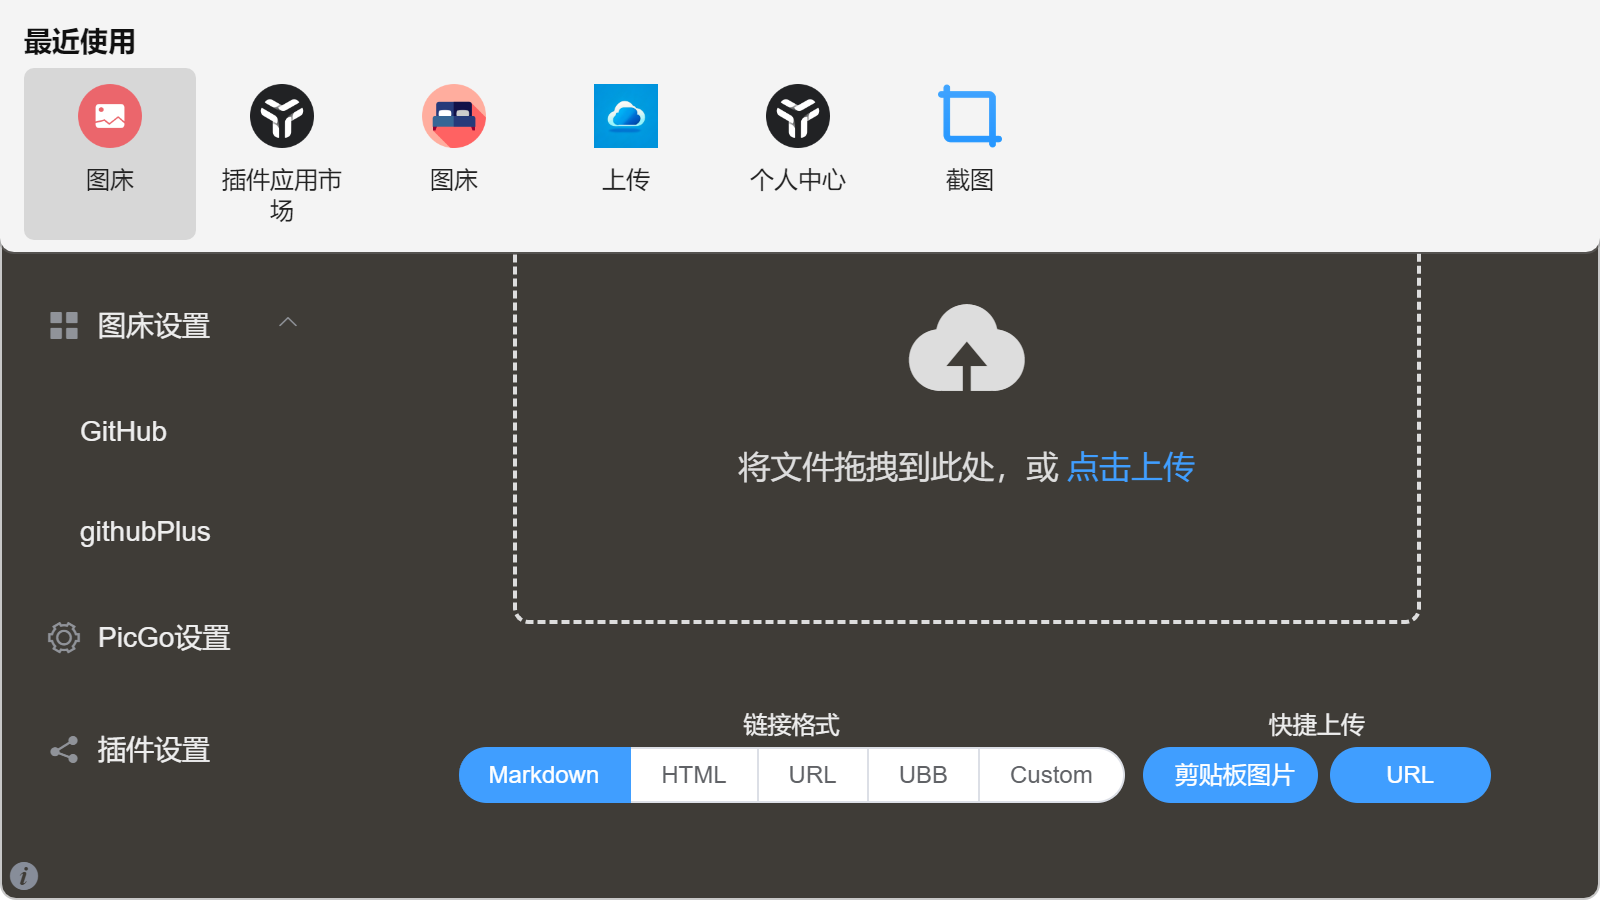 最近使用
图床
插件应用市
场
图床
上传
个人中心
截图
图床设置
GitHub
githubPlus
PicGo设置
插件设置
将文件拖拽到此处，或 点击上传
链接格式
快捷上传
Markdown HTML URL UBB Custom
剪贴板图片 URL